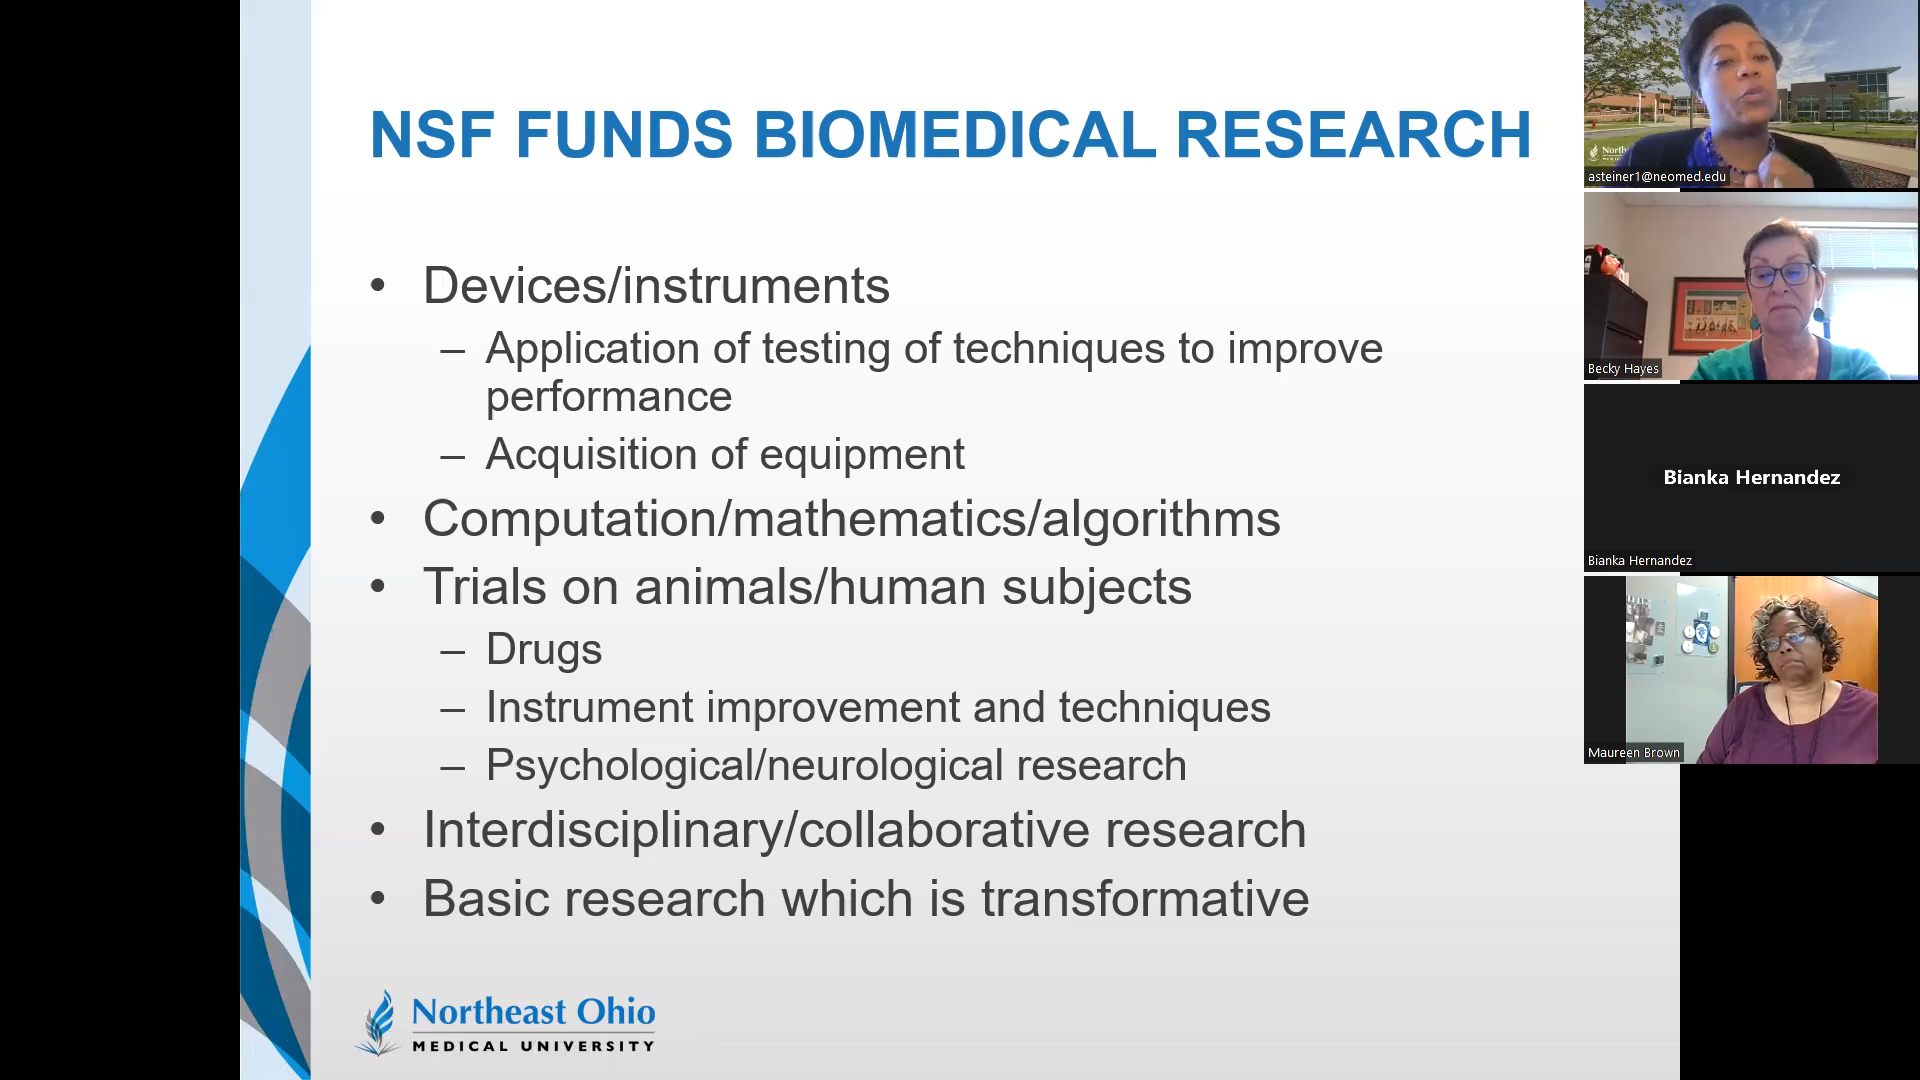 NSF FUNDS BIOMEDICAL RESEARCH
• Devices/instruments
– Application of testing of techniques to improve
performance
– Acquisition of equipment
• Computation/mathematics/algorithms
• Trials on animals/human subjects
– Drugs
– Instrument improvement and techniques
– Psychological/neurological research
• Interdisciplinary/collaborative research
• Basic research which is transformative
Northeast Ohio
MEDICAL UNIVERSITY
asteiner1@neomed.edu
Becky Hayes
Bianka Hernandez
Bianka Hernandez
Maureen Brown